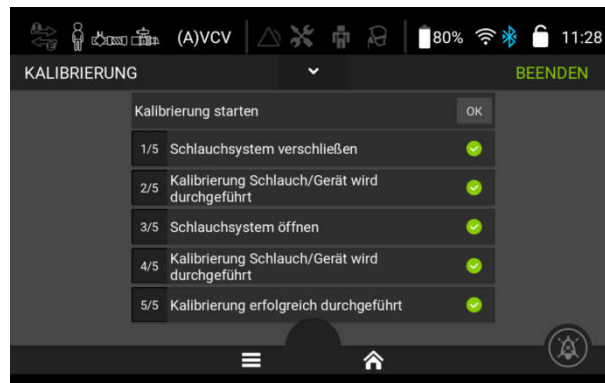 (A)VCV 80% 11:28
KALIBRIERUNG BEENDEN
Kalibrierung starten OK
1/5 Schlauchsystem verschließen
2/5 Kalibrierung Schlauch/Gerät wird
durchgeführt
3/5 Schlauchsystem öffnen
4/5 Kalibrierung Schlauch/Gerät wird
durchgeführt
5/5 Kalibrierung erfolgreich durchgeführt